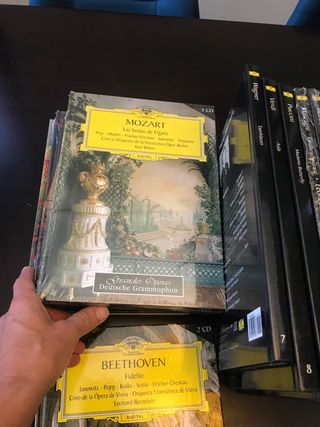 3 CD
MOZART
Las bodas de Fígaro
Prey · Mathis · Fischer-Dieskau · Janowitz · Troyanos
Coro y Orquesta de la Deutschen Oper Berlin
Karl Böhm
DIGITAL
Grandes Óperas
Deutsche Grammophon
2 CD
BEETHOVEN
Fidelio
Janowitz · Popp · Kollo · Sotin · Fischer-Dieskau
Coro de la Ópera de Viena · Orquesta Filarmónica de Viena
Leonard Bernstein
Wagner
Tannhäuser
7
Verdi
Aida
8
Puccini
Madama Butterfly